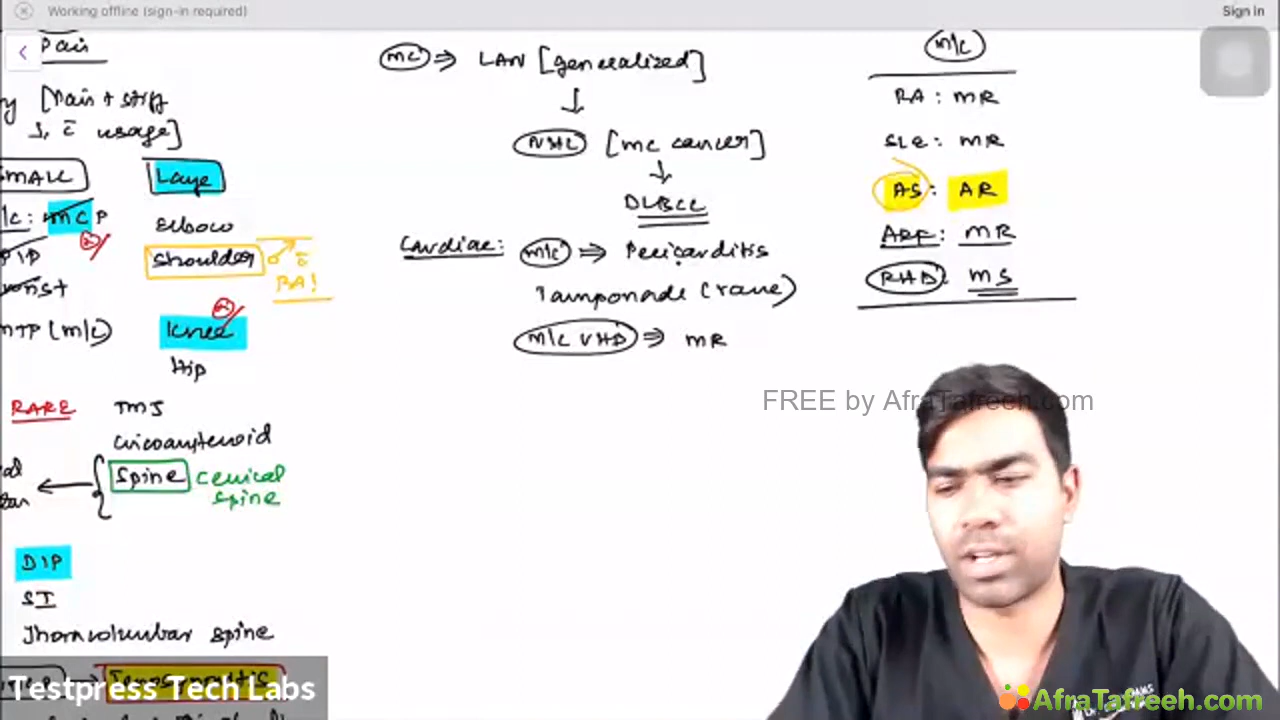 Working offline (sign-in required)
Sign in
Pain
[Pain + stiff
usage]
SMALL
Large
MCP
Elbow
PIP
Shoulder
RA!
MTP (m/c)
Knee
Hip
RARE
TMJ
Cricoarytenoid
Spine
cervical
spine
DIP
SI
Thoracolumbar spine
Tenosynovitis
MC ⇒ LAN [generalized]
↓
NHL [mc cancer]
↓
DLBCL
Cardiac: M/C ⇒ Pericarditis
Tamponade (rare)
M/C VHD ⇒ MR
M/C
RA: MR
SLE: MR
AS: AR
ARF: MR
RHD: MS
FREE by AfraTafreeh.com
Testpress Tech Labs
AfraTafreeh.com